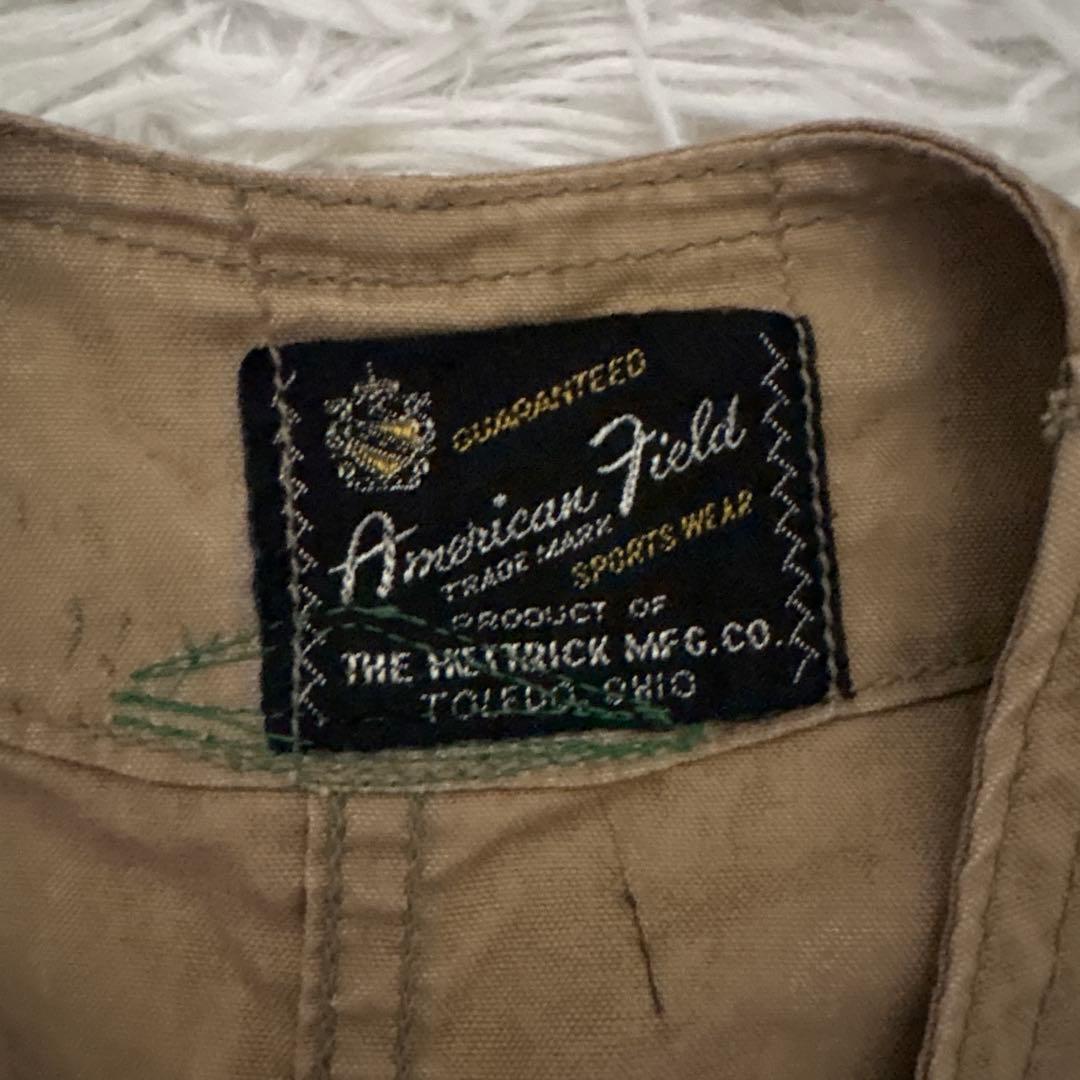 GUARANTEED
American Field
TRADE MARK
SPORTS WEAR
PRODUCT OF
THE HETTRICK MFG. CO.
TOLEDO, OHIO